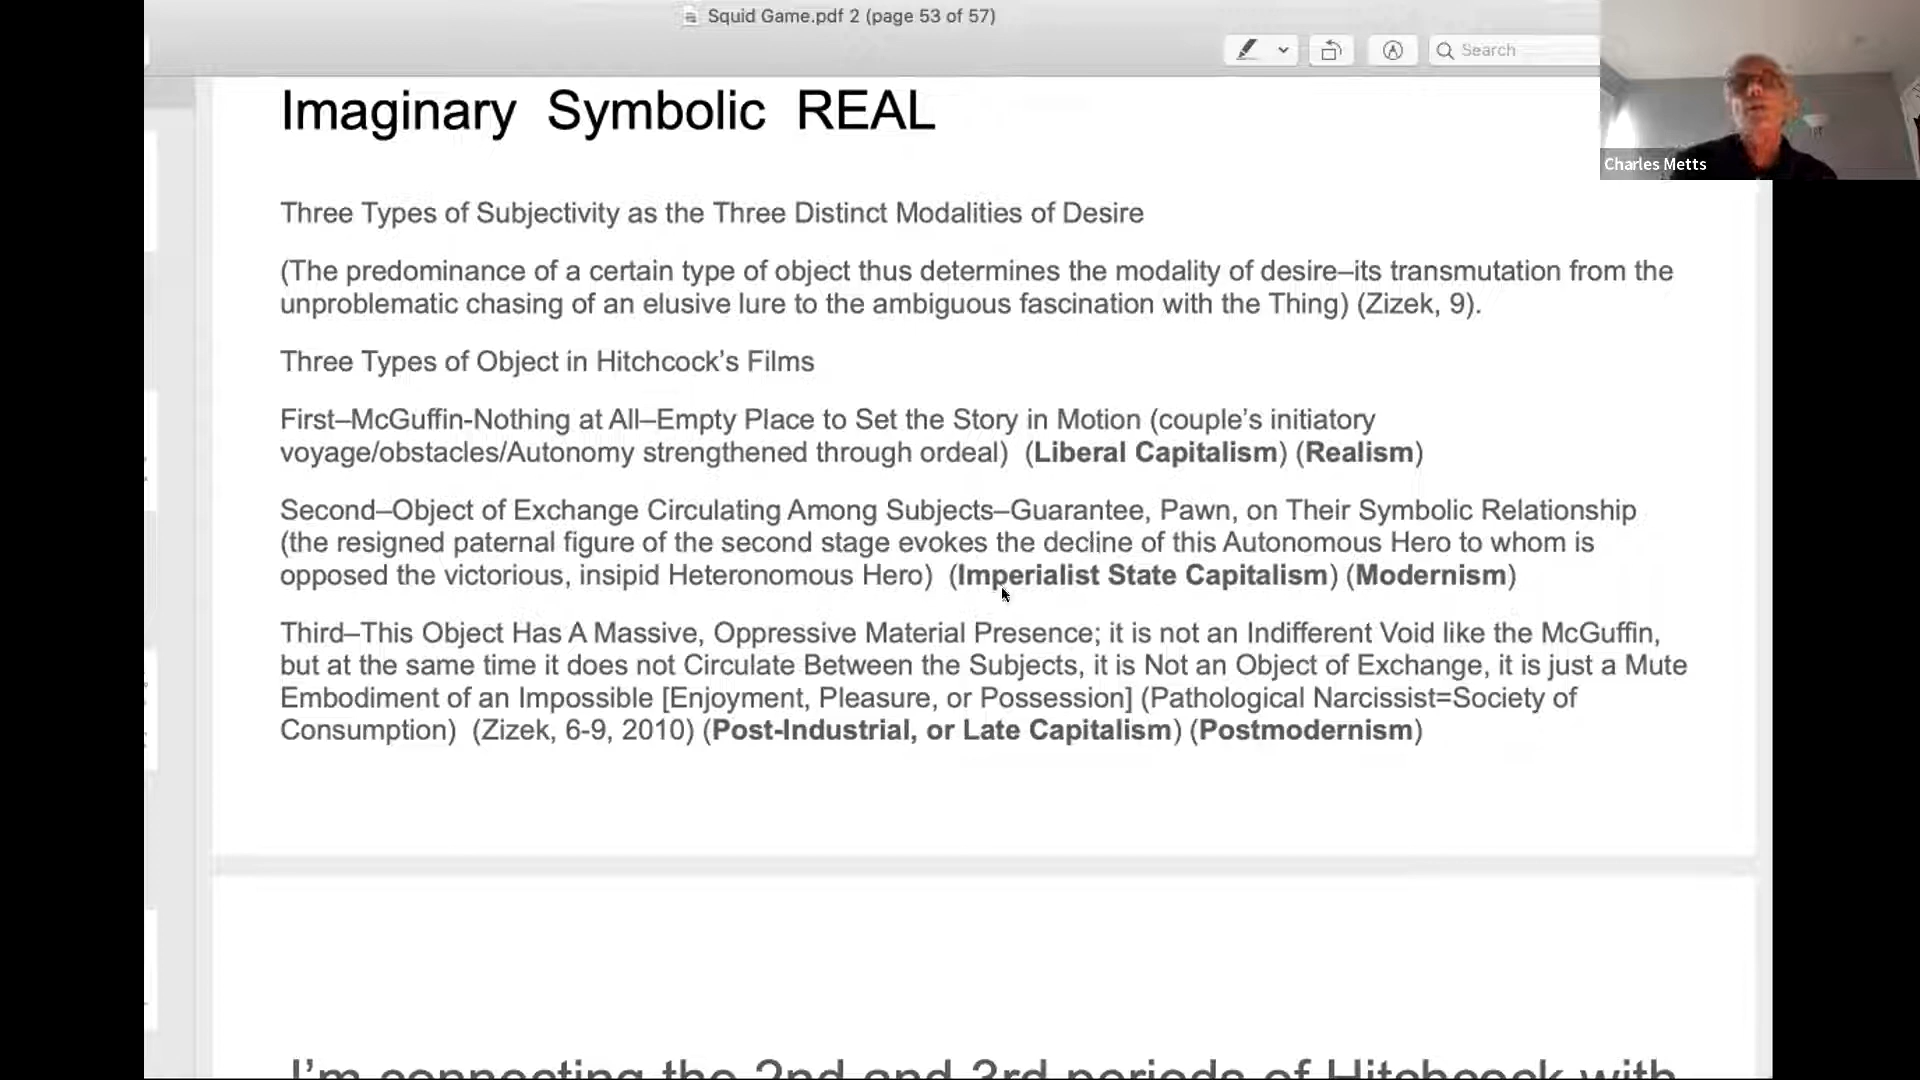 Squid Game.pdf 2 (page 53 of 57)
Search
Charles Metts
Imaginary Symbolic REAL
Three Types of Subjectivity as the Three Distinct Modalities of Desire
(The predominance of a certain type of object thus determines the modality of desire–its transmutation from the
unproblematic chasing of an elusive lure to the ambiguous fascination with the Thing) (Zizek, 9).
Three Types of Object in Hitchcock's Films
First–McGuffin-Nothing at All–Empty Place to Set the Story in Motion (couple's initiatory
voyage/obstacles/Autonomy strengthened through ordeal) (Liberal Capitalism) (Realism)
Second–Object of Exchange Circulating Among Subjects–Guarantee, Pawn, on Their Symbolic Relationship
(the resigned paternal figure of the second stage evokes the decline of this Autonomous Hero to whom is
opposed the victorious, insipid Heteronomous Hero) (Imperialist State Capitalism) (Modernism)
Third–This Object Has A Massive, Oppressive Material Presence; it is not an Indifferent Void like the McGuffin,
but at the same time it does not Circulate Between the Subjects, it is Not an Object of Exchange, it is just a Mute
Embodiment of an Impossible [Enjoyment, Pleasure, or Possession] (Pathological Narcissist=Society of
Consumption) (Zizek, 6-9, 2010) (Post-Industrial, or Late Capitalism) (Postmodernism)
I'm connecting the 2nd and 3rd periods of Hitchcock with